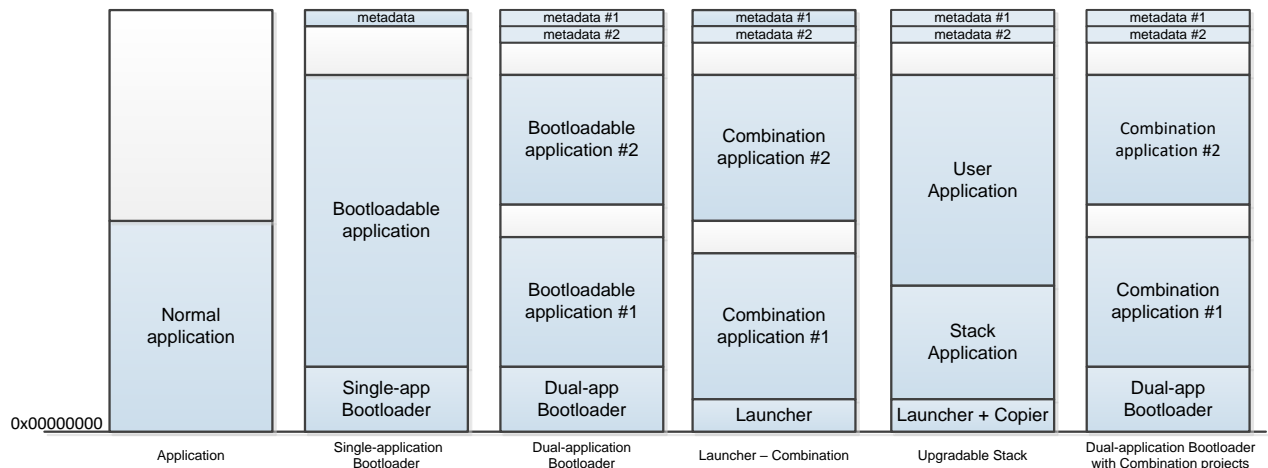 metadata
metadata #1
metadata #1
metadata #1
metadata #1
metadata #2
metadata #2
metadata #2
metadata #2
Bootloadable
application #2
Combination
application #2
User
Application
Combination
application #2
Bootloadable
application
Normal
application
Bootloadable
application #1
Combination
application #1
Stack
Application
Combination
application #1
Single-app
Bootloader
Dual-app
Bootloader
Launcher
Launcher + Copier
Dual-app
Bootloader
0x00000000
Application
Single-application
Bootloader
Dual-application
Bootloader
Launcher – Combination
Upgradable Stack
Dual-application Bootloader
with Combination projects